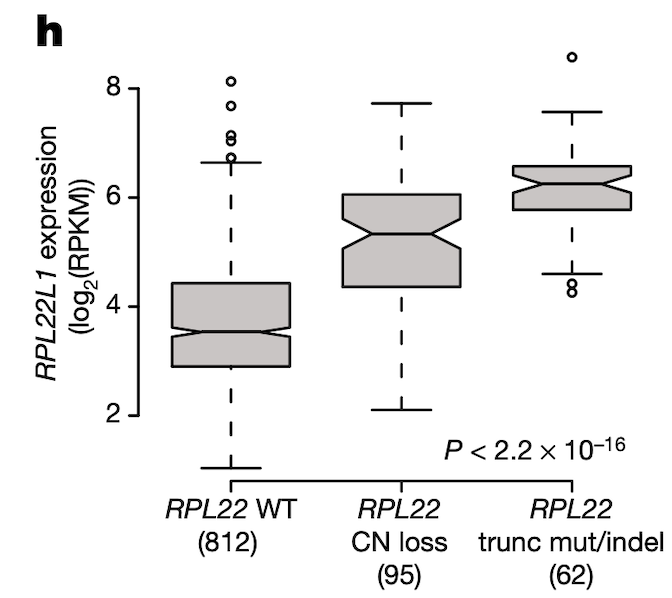 h
RPL22L1 expression
(log₂(RPKM))
8
6
4
2
P < 2.2 × 10⁻¹⁶
RPL22 WT
(812)
RPL22
CN loss
(95)
RPL22
trunc mut/indel
(62)